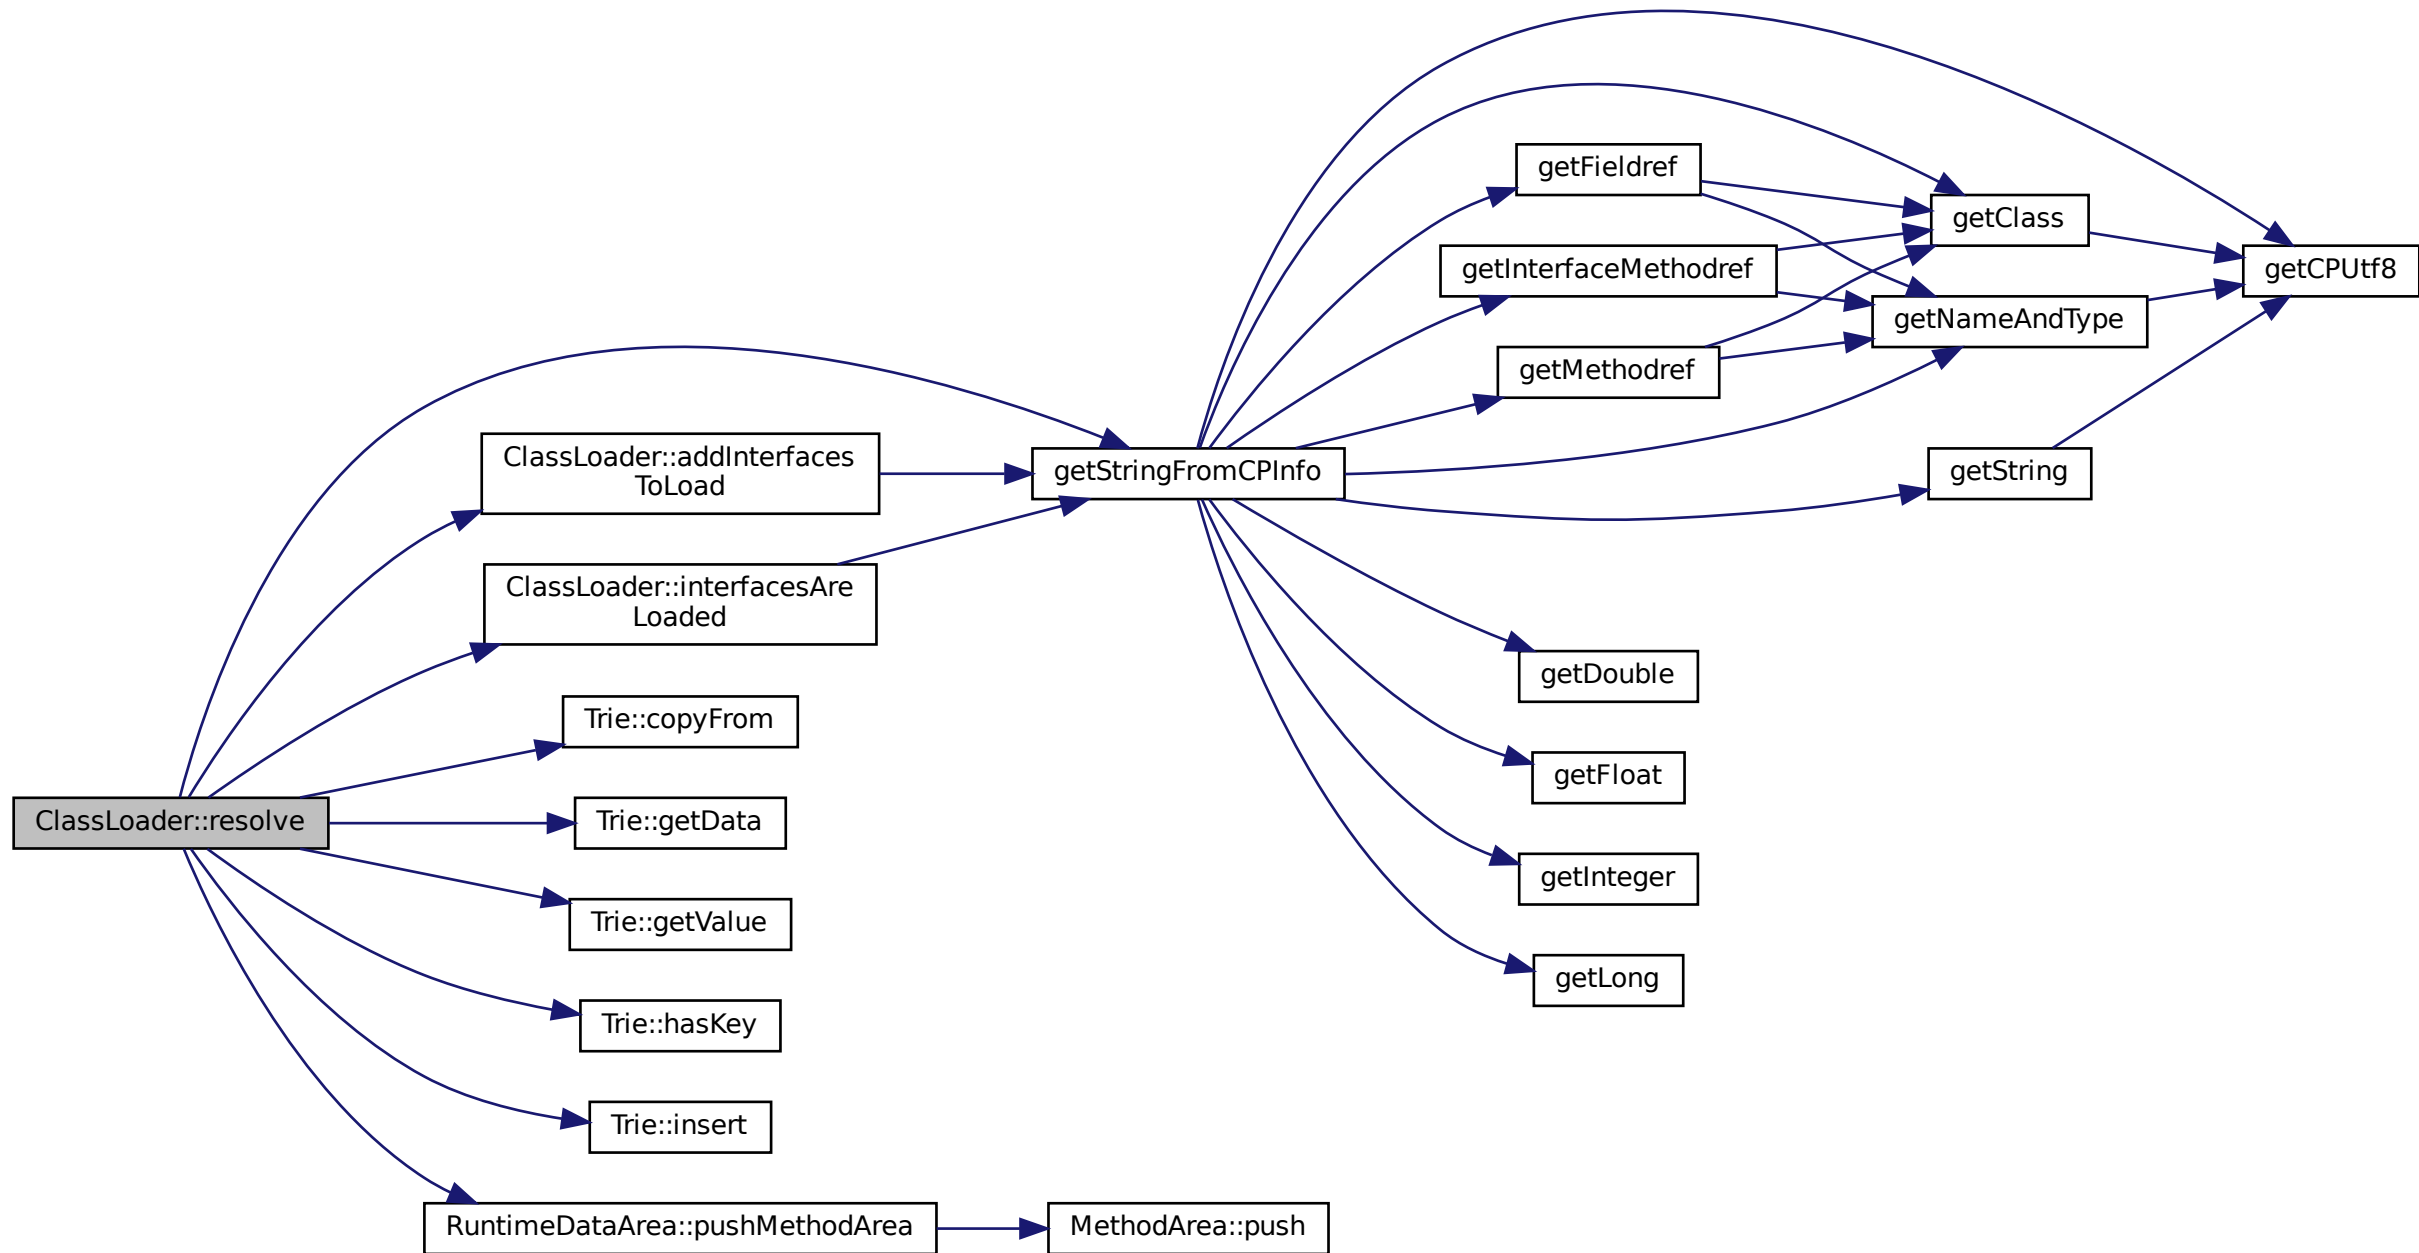 getFieldref
getClass
getInterfaceMethodref
getCPUtf8
getNameAndType
getMethodref
ClassLoader::addInterfaces
ToLoad
getStringFromCPInfo
getString
ClassLoader::interfacesAre
Loaded
getDouble
Trie::copyFrom
getFloat
ClassLoader::resolve
Trie::getData
getInteger
Trie::getValue
getLong
Trie::hasKey
Trie::insert
RuntimeDataArea::pushMethodArea
MethodArea::push